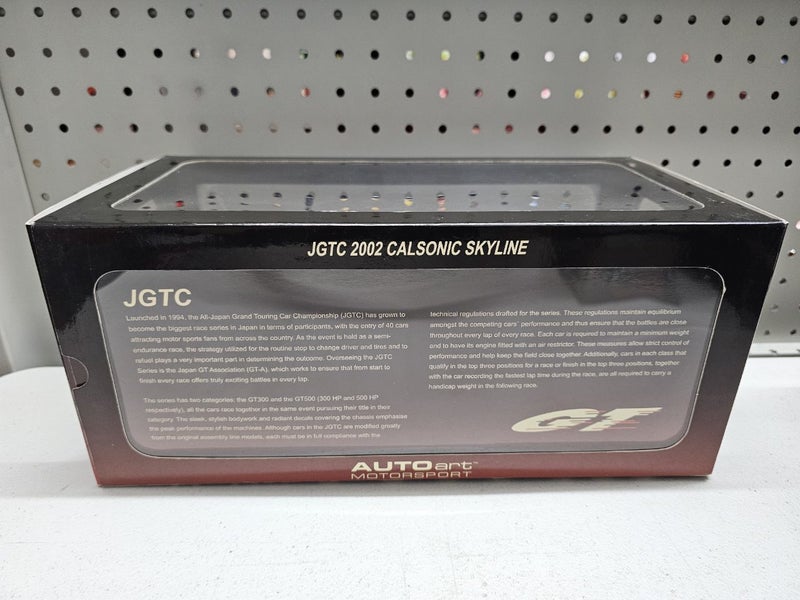 JGTC 2002 CALSONIC SKYLINE
JGTC
Launched in 1994, the All-Japan Grand Touring Car Championship (JGTC) has grown to
become the biggest race series in Japan in terms of participants, with the entry of 40 cars
attracting motor sports fans from across the country. As the event is held as a semi-
endurance race, the strategy utilized for the routine stop to change driver and tires and to
refuel plays a very important part in determining the outcome. Overseeing the JGTC
Series is the Japan GT Association (GT-A), which works to ensure that from start to
finish every race offers truly exciting battles in every lap.
The series has two categories; the GT300 and the GT500 (300 HP and 500 HP
respectively), all the cars race together in the same event pursuing their title in their
category. The sleek, stylish bodywork and radiant decals covering the chassis emphasise
the peak performance of the machines. Although cars in the JGTC are modified greatly
from the original assembly line models, each must be in full compliance with the
technical regulations drafted for the series. These regulations maintain equilibrium
amongst the competing cars' performance and thus ensure that the battles are close
throughout every lap of every race. Each car is required to maintain a minimum weight
and to have its engine fitted with an air restrictor. These measures allow strict control of
performance and help keep the field close together. Additionally, cars in each class that
qualify in the top three positions for a race or finish in the top three positions, together
with the car recording the fastest lap time during the race, are all required to carry a
handicap weight in the following race.
GT
AUTOart™
MOTORSPORT